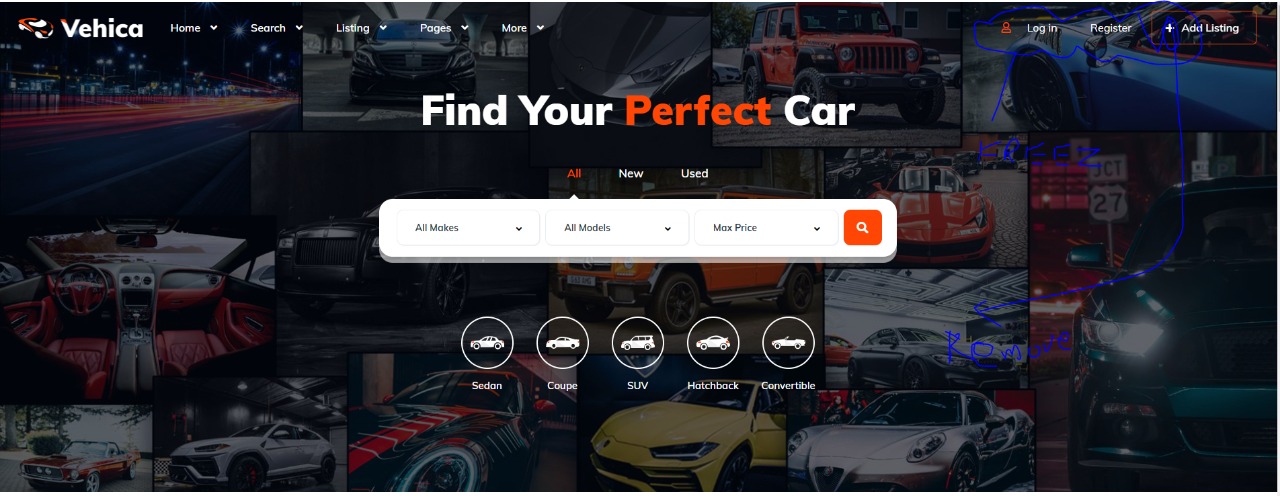 Vehica Home Search Listing Pages More Log in Register Add Listing
Find Your Perfect Car
All New Used
All Makes All Models Max Price
Sedan Coupe SUV Hatchback Convertible
JCT
27
Remove